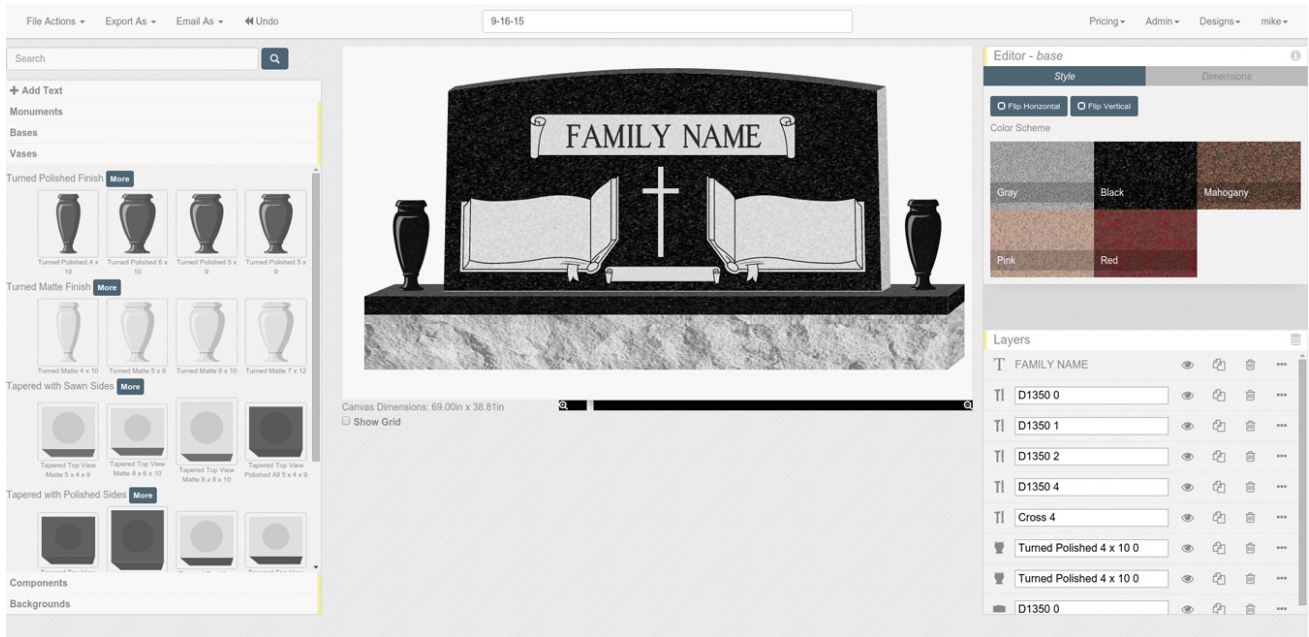 File Actions Export As Email As Undo
9-16-15
Pricing Admin Designs mike
Search
Add Text
Monuments
Bases
Vases
Turned Polished Finish More
Turned Polished 4 x 10
Turned Polished 6 x 10
Turned Polished 5 x 9
Turned Polished 5 x 9
Turned Matte Finish More
Turned Matte 4 x 10
Turned Matte 5 x 9
Turned Matte 6 x 10
Turned Matte 7 x 12
Tapered with Sawn Sides More
Tapered Top View Matte 5 x 4 x 9
Tapered Top View Matte 6 x 6 x 10
Tapered Top View Matte 8 x 8 x 10
Tapered Top View Polished All 5 x 4 x 9
Tapered with Polished Sides More
Components
Backgrounds
FAMILY NAME
Canvas Dimensions: 69.00in x 38.81in
Show Grid
Editor - base
Style Dimensions
Flip Horizontal Flip Vertical
Color Scheme
Gray Black Mahogany
Pink Red
Layers
FAMILY NAME
D1350 0
D1350 1
D1350 2
D1350 4
Cross 4
Turned Polished 4 x 10 0
Turned Polished 4 x 10 0
D1350 0